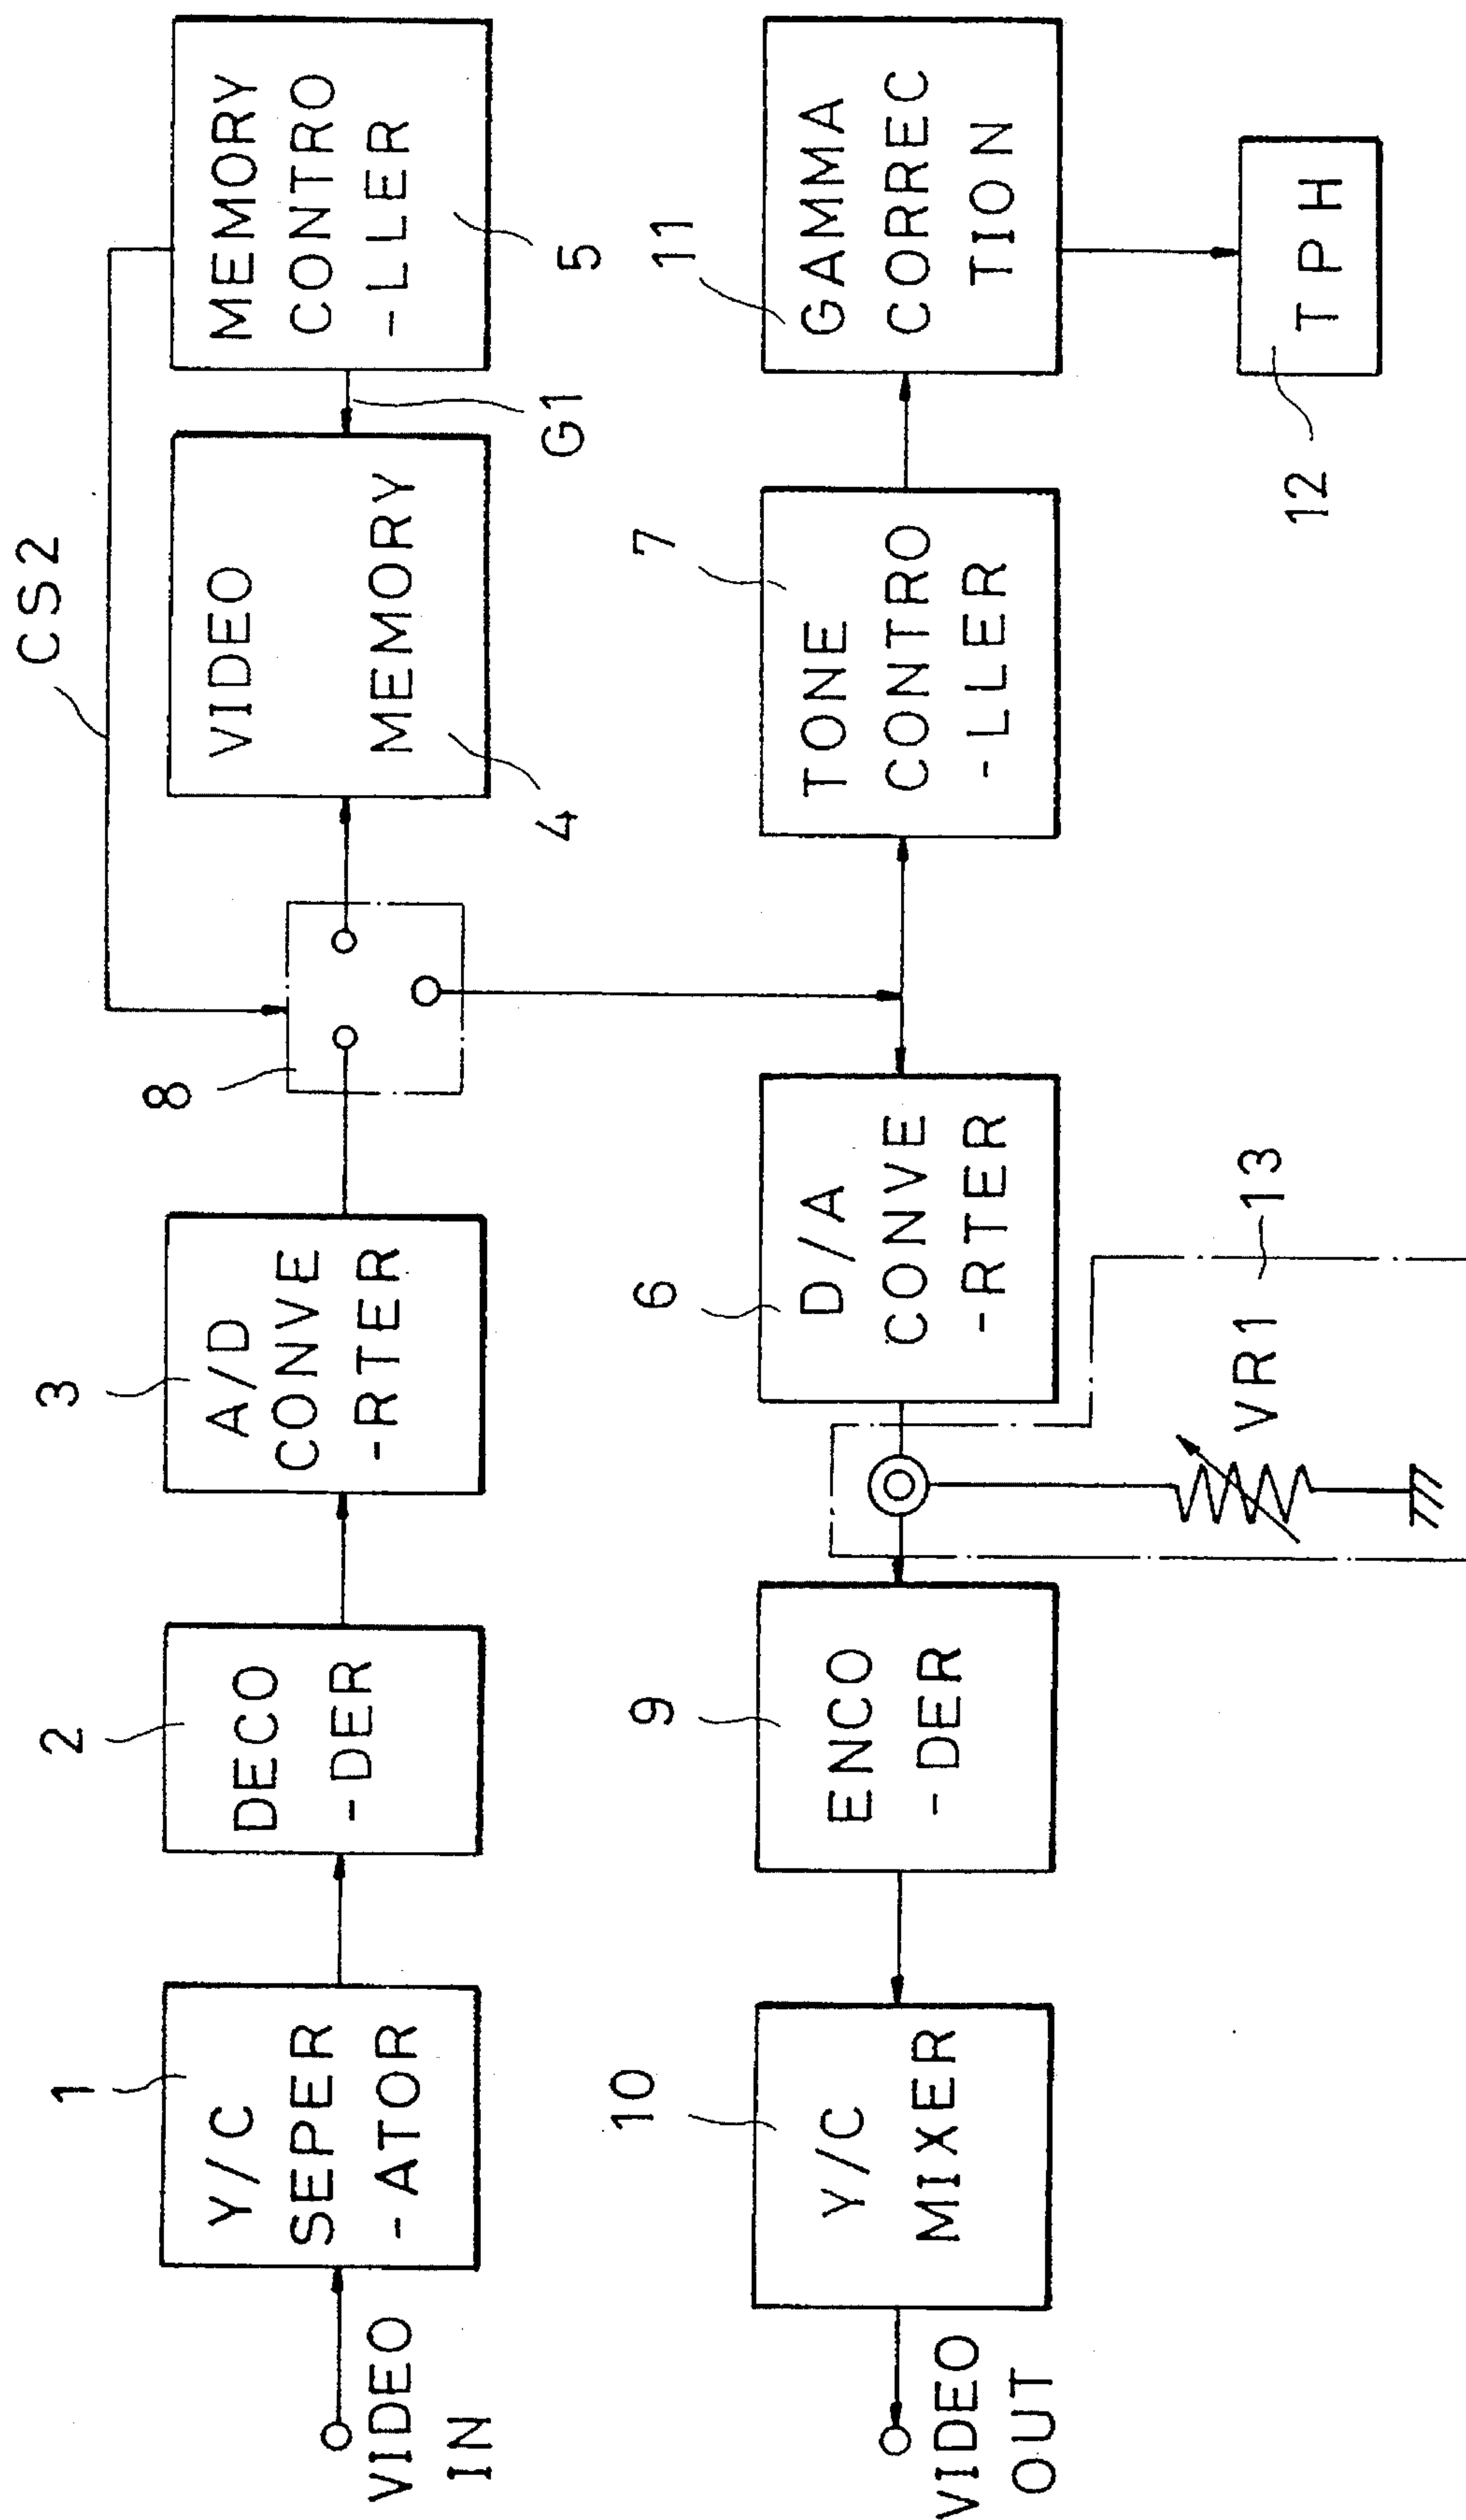 VIDEO
IN
1
Y/C
SEPER
-ATOR
2
DECO
-DER
3
A/D
CONVE
-RTER
8
CS2
4
VIDEO
MEMORY
G1
5
MEMORY
CONTRO
-LLER
VIDEO
OUT
10
Y/C
MIXER
9
ENCO
-DER
VR1
13
6
D/A
CONVE
-RTER
7
TONE
CONTRO
-LLER
11
GAMMA
CORREC
TION
12
TPH